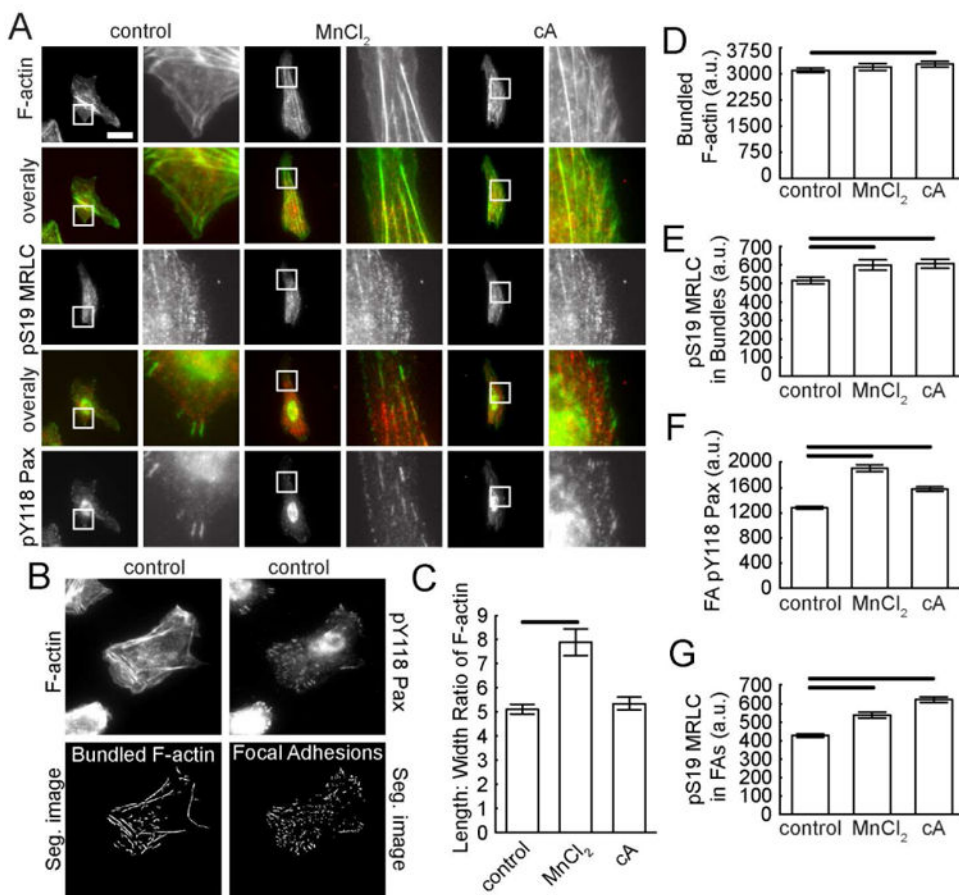 A
control
MnCl₂
cA
F-actin
overaly
pS19 MRLC
overaly
pY118 Pax
B
control
control
F-actin
pY118 Pax
Bundled F-actin
Focal Adhesions
Seg. image
Seg. image
C
Length: Width Ratio of F-actin
9
8
7
6
5
4
3
2
1
0
control
MnCl₂
cA
D
Bundled
F-actin (a.u.)
3750
3000
2250
1500
750
0
control
MnCl₂
cA
E
pS19 MRLC
in Bundles (a.u.)
700
600
500
400
300
200
100
0
control
MnCl₂
cA
F
FA pY118 Pax (a.u.)
2000
1600
1200
800
400
0
control
MnCl₂
cA
G
pS19 MRLC
in FAs (a.u.)
700
600
500
400
300
200
100
0
control
MnCl₂
cA